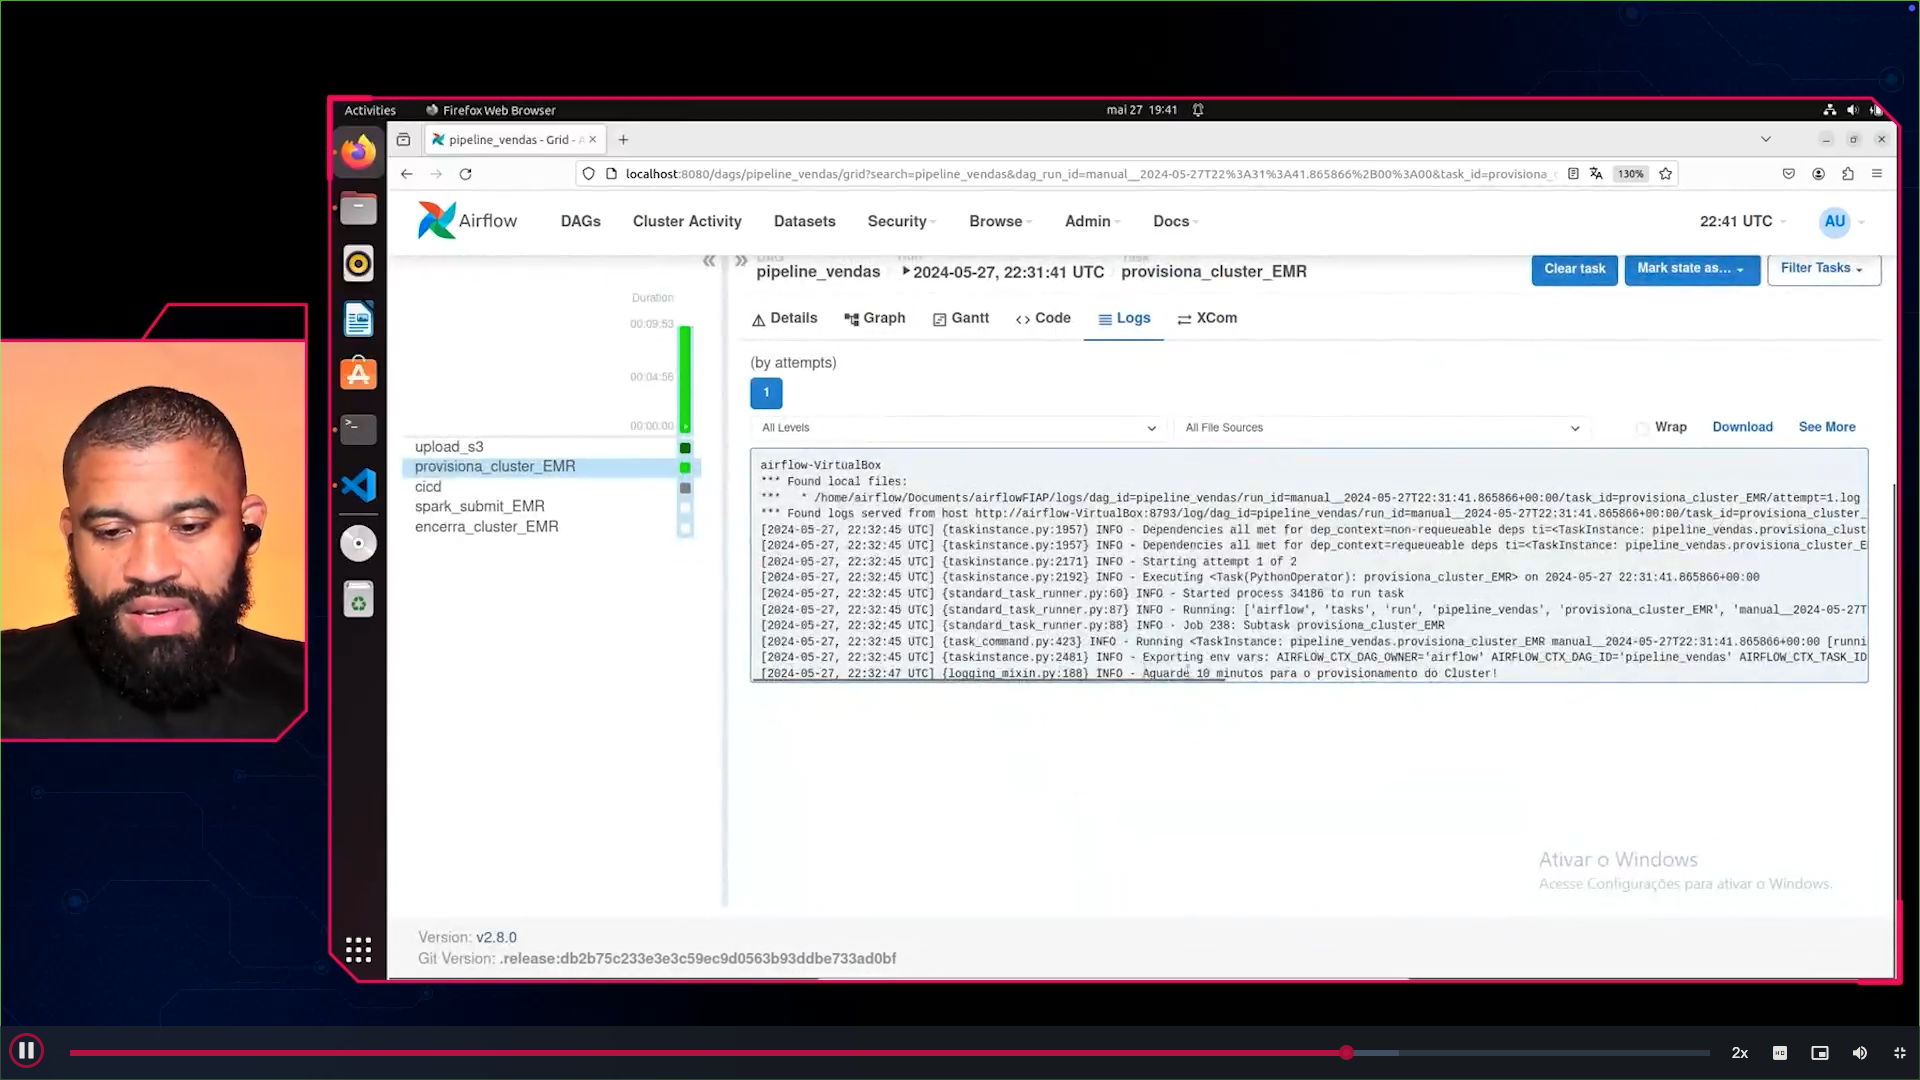 Activities
Firefox Web Browser
mai 27 19:41
pipeline_vendas - Grid -
localhost:8080/dags/pipeline_vendas/grid?search=pipeline_vendas&dag_run_id=manual__2024-05-27T22%3A31%3A41.865866%2B00%3A00&task_id=provisiona_
130%
Airflow
DAGs
Cluster Activity
Datasets
Security
Browse
Admin
Docs
22:41 UTC
AU
pipeline_vendas
2024-05-27, 22:31:41 UTC
provisiona_cluster_EMR
Clear task
Mark state as...
Filter Tasks
Duration
00:09:53
00:04:56
00:00:00
upload_s3
provisiona_cluster_EMR
cicd
spark_submit_EMR
encerra_cluster_EMR
Details
Graph
Gantt
Code
Logs
XCom
(by attempts)
1
All Levels
All File Sources
Wrap
Download
See More
airflow-VirtualBox
*** Found local files:
***   * /home/airflow/Documents/airflowFIAP/logs/dag_id=pipeline_vendas/run_id=manual__2024-05-27T22:31:41.865866+00:00/task_id=provisiona_cluster_EMR/attempt=1.log
*** Found logs served from host http://airflow-VirtualBox:8793/log/dag_id=pipeline_vendas/run_id=manual__2024-05-27T22:31:41.865866+00:00/task_id=provisiona_cluster_
[2024-05-27, 22:32:45 UTC] {taskinstance.py:1957} INFO - Dependencies all met for dep_context=non-requeueable deps ti=<TaskInstance: pipeline_vendas.provisiona_clust
[2024-05-27, 22:32:45 UTC] {taskinstance.py:1957} INFO - Dependencies all met for dep_context=requeueable deps ti=<TaskInstance: pipeline_vendas.provisiona_cluster_E
[2024-05-27, 22:32:45 UTC] {taskinstance.py:2171} INFO - Starting attempt 1 of 2
[2024-05-27, 22:32:45 UTC] {taskinstance.py:2192} INFO - Executing <Task(PythonOperator): provisiona_cluster_EMR> on 2024-05-27 22:31:41.865866+00:00
[2024-05-27, 22:32:45 UTC] {standard_task_runner.py:60} INFO - Started process 34186 to run task
[2024-05-27, 22:32:45 UTC] {standard_task_runner.py:87} INFO - Running: ['airflow', 'tasks', 'run', 'pipeline_vendas', 'provisiona_cluster_EMR', 'manual__2024-05-27T
[2024-05-27, 22:32:45 UTC] {standard_task_runner.py:88} INFO - Job 238: Subtask provisiona_cluster_EMR
[2024-05-27, 22:32:45 UTC] {task_command.py:423} INFO - Running <TaskInstance: pipeline_vendas.provisiona_cluster_EMR manual__2024-05-27T22:31:41.865866+00:00 [runni
[2024-05-27, 22:32:45 UTC] {taskinstance.py:2481} INFO - Exporting env vars: AIRFLOW_CTX_DAG_OWNER='airflow' AIRFLOW_CTX_DAG_ID='pipeline_vendas' AIRFLOW_CTX_TASK_ID
[2024-05-27, 22:32:47 UTC] {logging_mixin.py:188} INFO - Aguarde 10 minutos para o provisionamento do Cluster!
Ativar o Windows
Acesse Configurações para ativar o Windows.
Version: v2.8.0
Git Version: .release:db2b75c233e3e3c59ec9d0563b93ddbe733ad0bf
2x